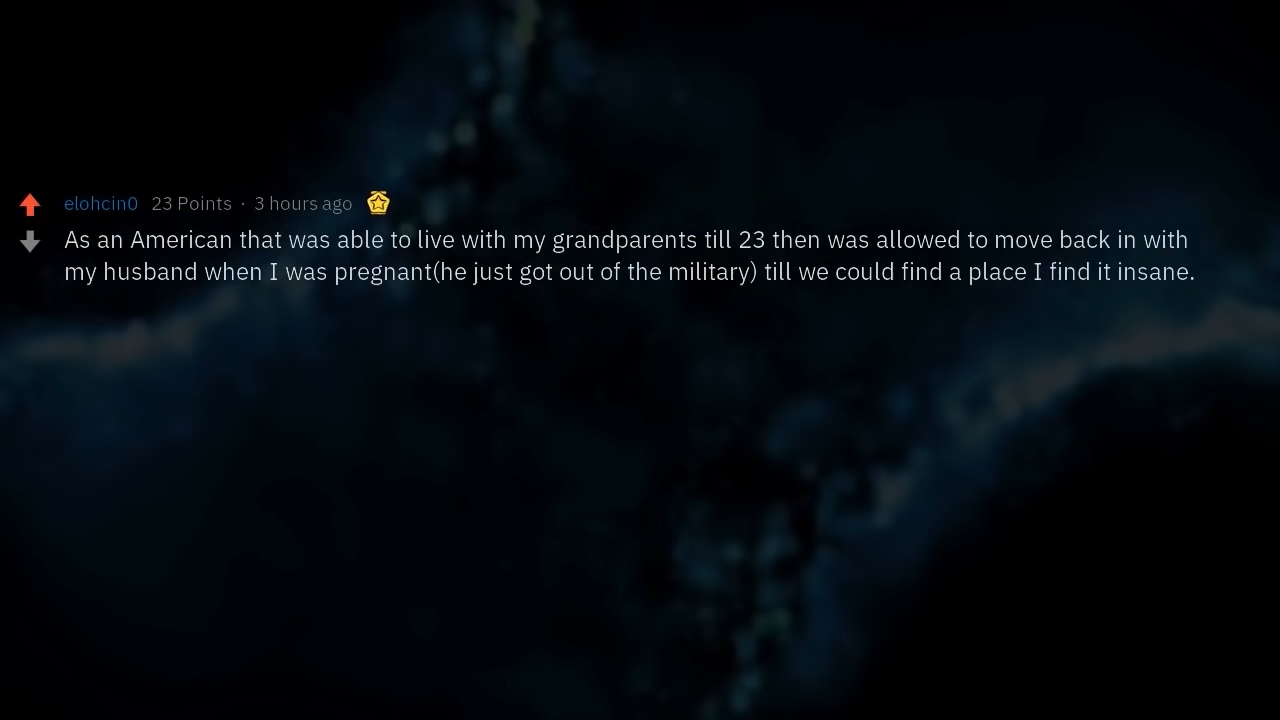 elohcin0 23 Points · 3 hours ago
As an American that was able to live with my grandparents till 23 then was allowed to move back in with
my husband when I was pregnant(he just got out of the military) till we could find a place I find it insane.